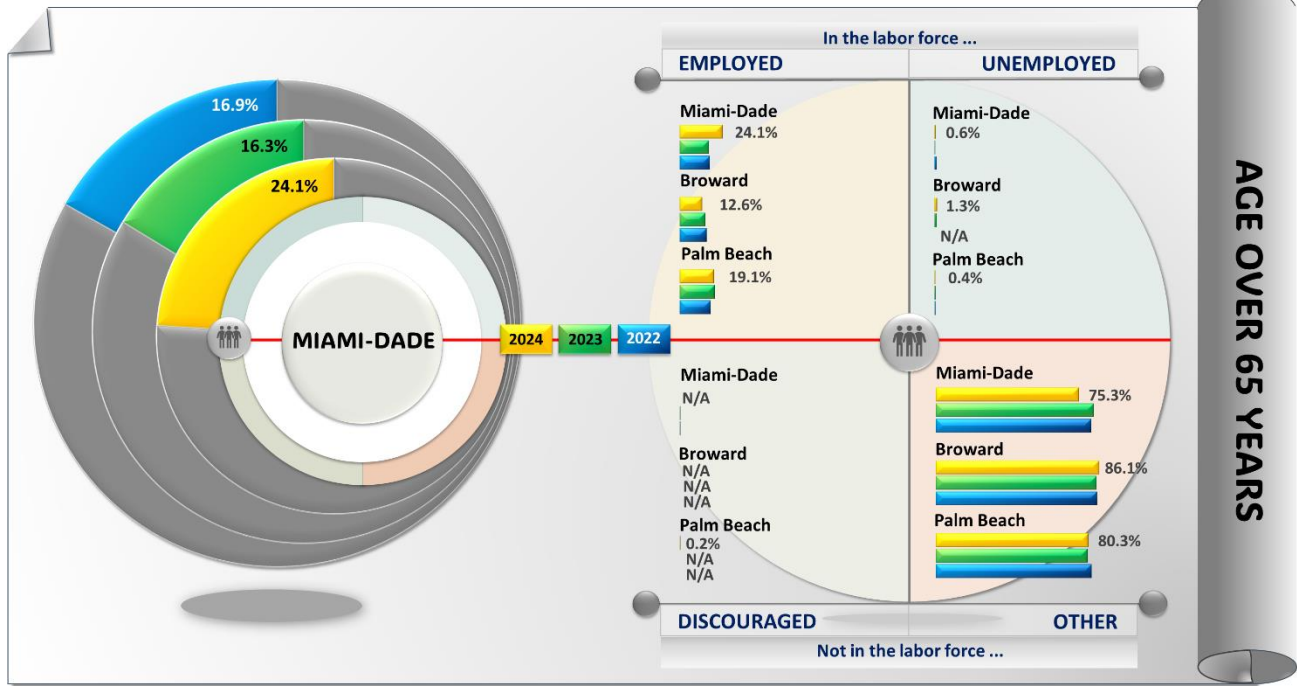 16.9%
16.3%
24.1%
MIAMI-DADE
2024 2023 2022
In the labor force ...
EMPLOYED UNEMPLOYED
Miami-Dade
24.1%
Broward
12.6%
Palm Beach
19.1%
Miami-Dade
0.6%
Broward
1.3%
N/A
Palm Beach
0.4%
Miami-Dade
N/A
Broward
N/A
N/A
N/A
Palm Beach
0.2%
N/A
N/A
Miami-Dade
75.3%
Broward
86.1%
Palm Beach
80.3%
DISCOURAGED OTHER
Not in the labor force ...
AGE OVER 65 YEARS